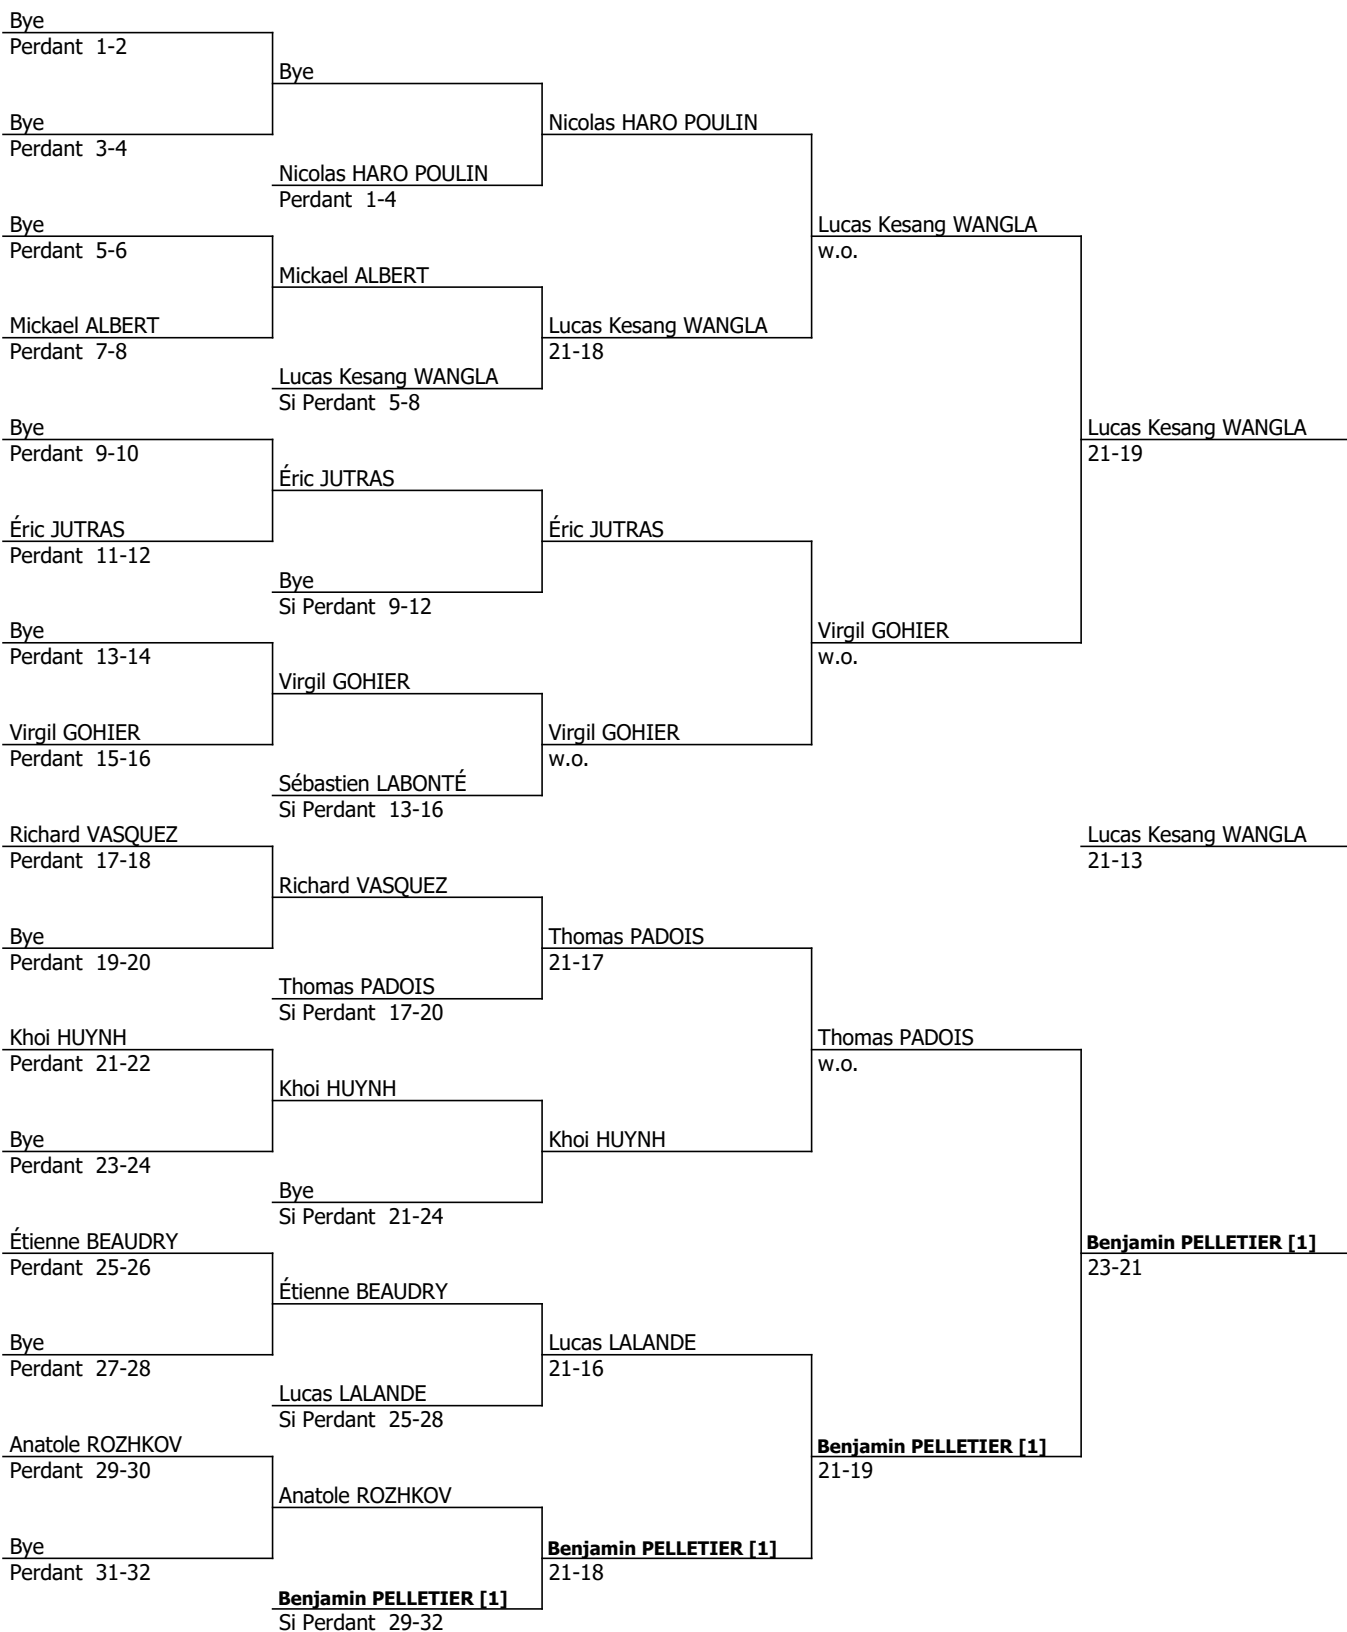 Bye
Perdant 1-2
Bye
Bye
Perdant 3-4
Nicolas HARO POULIN
Nicolas HARO POULIN
Perdant 1-4
Bye
Perdant 5-6
Lucas Kesang WANGLA
w.o.
Mickael ALBERT
Mickael ALBERT
Perdant 7-8
Lucas Kesang WANGLA
21-18
Lucas Kesang WANGLA
Si Perdant 5-8
Bye
Perdant 9-10
Lucas Kesang WANGLA
21-19
Éric JUTRAS
Éric JUTRAS
Perdant 11-12
Éric JUTRAS
Bye
Si Perdant 9-12
Bye
Perdant 13-14
Virgil GOHIER
w.o.
Virgil GOHIER
Virgil GOHIER
Perdant 15-16
Virgil GOHIER
w.o.
Sébastien LABONTÉ
Si Perdant 13-16
Richard VASQUEZ
Perdant 17-18
Lucas Kesang WANGLA
21-13
Richard VASQUEZ
Bye
Perdant 19-20
Thomas PADOIS
21-17
Thomas PADOIS
Si Perdant 17-20
Khoi HUYNH
Perdant 21-22
Thomas PADOIS
w.o.
Khoi HUYNH
Bye
Perdant 23-24
Khoi HUYNH
Bye
Si Perdant 21-24
Étienne BEAUDRY
Perdant 25-26
Benjamin PELLETIER [1]
23-21
Étienne BEAUDRY
Bye
Perdant 27-28
Lucas LALANDE
21-16
Lucas LALANDE
Si Perdant 25-28
Anatole ROZHKOV
Perdant 29-30
Benjamin PELLETIER [1]
21-19
Anatole ROZHKOV
Bye
Perdant 31-32
Benjamin PELLETIER [1]
21-18
Benjamin PELLETIER [1]
Si Perdant 29-32